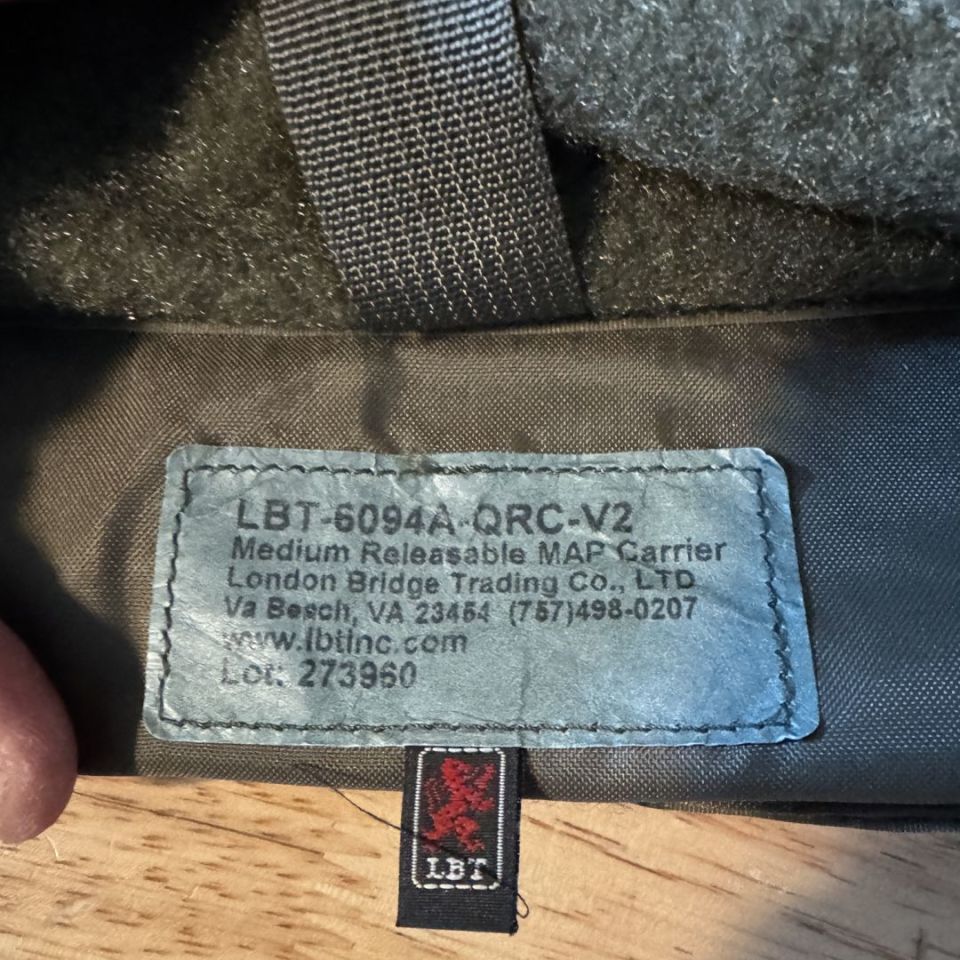 LBT-6094A-QRC-V2
Medium Releasable MAP Carrier
London Bridge Trading Co., LTD
Va Beach, VA 23454 (757)498-0207
www.lbtinc.com
Lot: 273960
LBT